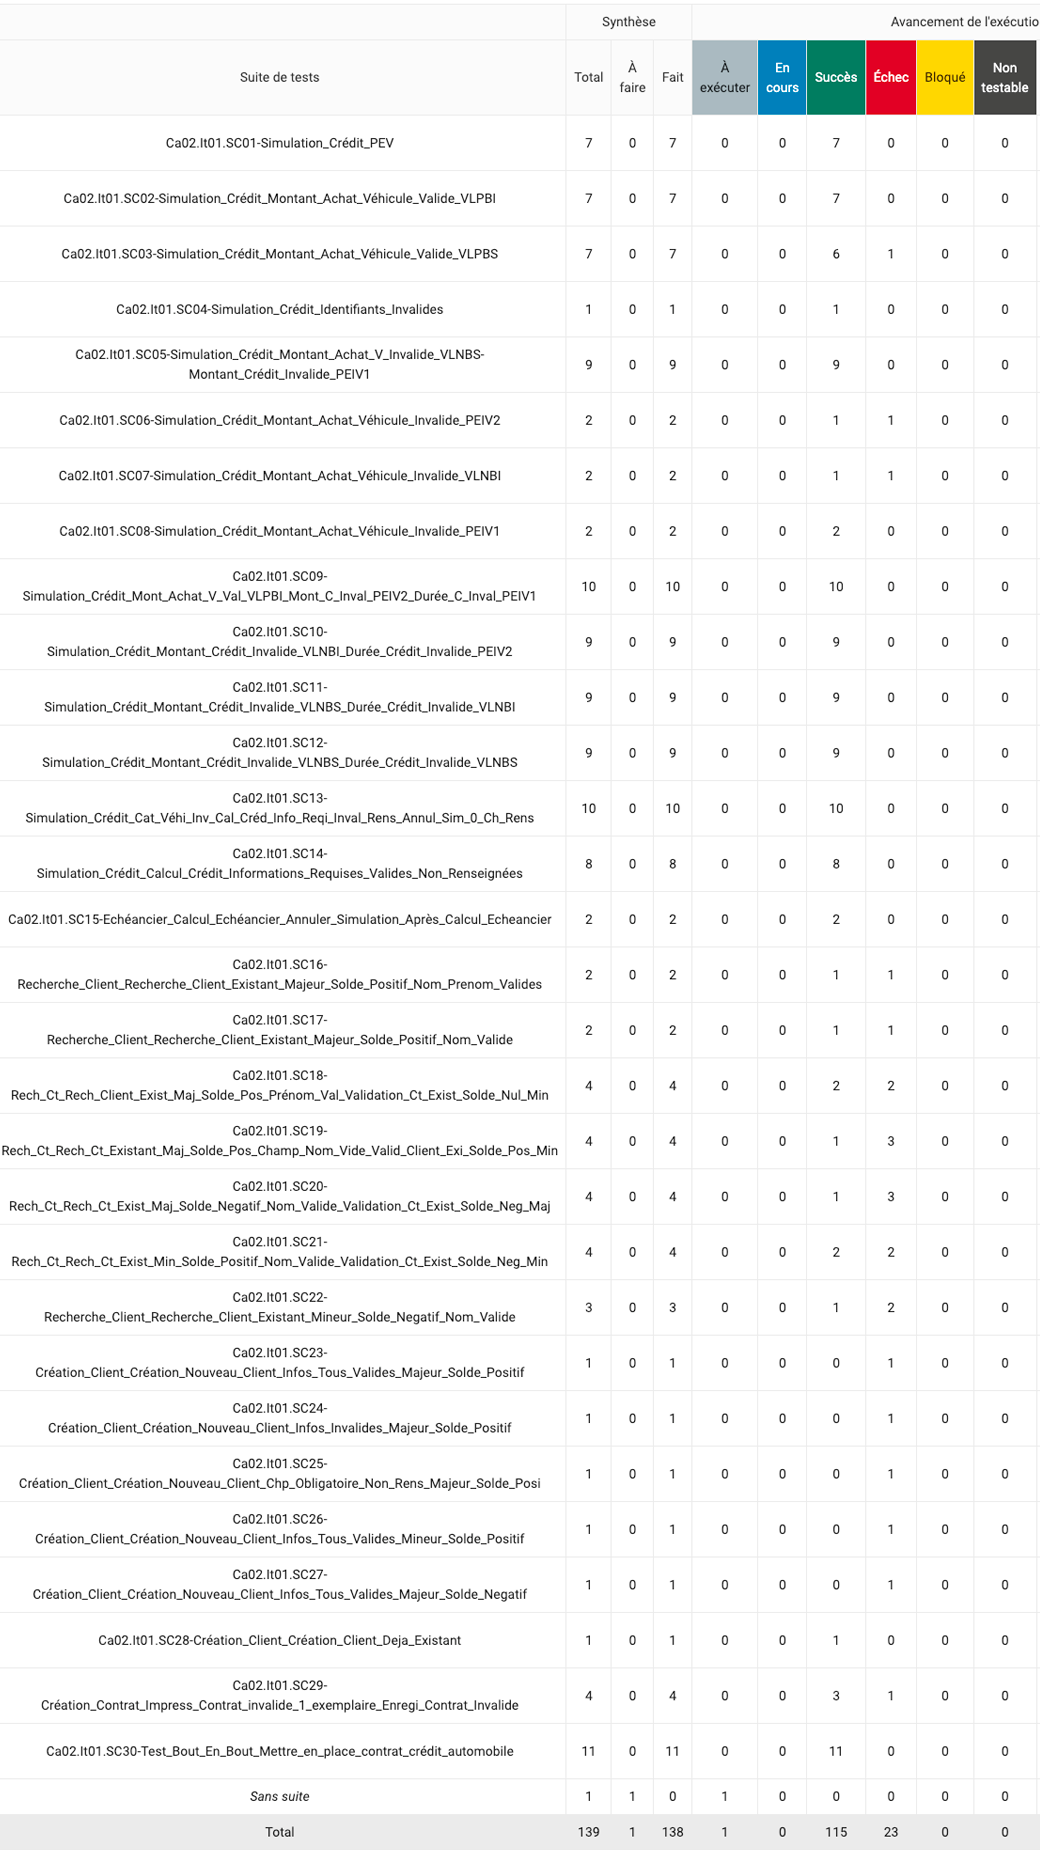 Synthèse Avancement de l'exécutio
Suite de tests Total À faire Fait À exécuter En cours Succès Échec Bloqué Non testable
Ca02.It01.SC01-Simulation_Crédit_PEV 7 0 7 0 0 7 0 0 0
Ca02.It01.SC02-Simulation_Crédit_Montant_Achat_Véhicule_Valide_VLPBI 7 0 7 0 0 7 0 0 0
Ca02.It01.SC03-Simulation_Crédit_Montant_Achat_Véhicule_Valide_VLPBS 7 0 7 0 0 6 1 0 0
Ca02.It01.SC04-Simulation_Crédit_Identifiants_Invalides 1 0 1 0 0 1 0 0 0
Ca02.It01.SC05-Simulation_Crédit_Montant_Achat_V_Invalide_VLNBS-
Montant_Crédit_Invalide_PEIV1 9 0 9 0 0 9 0 0 0
Ca02.It01.SC06-Simulation_Crédit_Montant_Achat_Véhicule_Invalide_PEIV2 2 0 2 0 0 1 1 0 0
Ca02.It01.SC07-Simulation_Crédit_Montant_Achat_Véhicule_Invalide_VLNBI 2 0 2 0 0 1 1 0 0
Ca02.It01.SC08-Simulation_Crédit_Montant_Achat_Véhicule_Invalide_PEIV1 2 0 2 0 0 2 0 0 0
Ca02.It01.SC09-
Simulation_Crédit_Mont_Achat_V_Val_VLPBI_Mont_C_Inval_PEIV2_Durée_C_Inval_PEIV1 10 0 10 0 0 10 0 0 0
Ca02.It01.SC10-
Simulation_Crédit_Montant_Crédit_Invalide_VLNBI_Durée_Crédit_Invalide_PEIV2 9 0 9 0 0 9 0 0 0
Ca02.It01.SC11-
Simulation_Crédit_Montant_Crédit_Invalide_VLNBS_Durée_Crédit_Invalide_VLNBI 9 0 9 0 0 9 0 0 0
Ca02.It01.SC12-
Simulation_Crédit_Montant_Crédit_Invalide_VLNBS_Durée_Crédit_Invalide_VLNBS 9 0 9 0 0 9 0 0 0
Ca02.It01.SC13-
Simulation_Crédit_Cat_Véhi_Inv_Cal_Créd_Info_Reqi_Inval_Rens_Annul_Sim_0_Ch_Rens 10 0 10 0 0 10 0 0 0
Ca02.It01.SC14-
Simulation_Crédit_Calcul_Crédit_Informations_Requises_Valides_Non_Renseignées 8 0 8 0 0 8 0 0 0
Ca02.It01.SC15-Echéancier_Calcul_Echéancier_Annuler_Simulation_Après_Calcul_Echeancier 2 0 2 0 0 2 0 0 0
Ca02.It01.SC16-
Recherche_Client_Recherche_Client_Existant_Majeur_Solde_Positif_Nom_Prenom_Valides 2 0 2 0 0 1 1 0 0
Ca02.It01.SC17-
Recherche_Client_Recherche_Client_Existant_Majeur_Solde_Positif_Nom_Valide 2 0 2 0 0 1 1 0 0
Ca02.It01.SC18-
Rech_Ct_Rech_Client_Exist_Maj_Solde_Pos_Prénom_Val_Validation_Ct_Exist_Solde_Nul_Min 4 0 4 0 0 2 2 0 0
Ca02.It01.SC19-
Rech_Ct_Rech_Ct_Existant_Maj_Solde_Pos_Champ_Nom_Vide_Valid_Client_Exi_Solde_Pos_Min 4 0 4 0 0 1 3 0 0
Ca02.It01.SC20-
Rech_Ct_Rech_Ct_Exist_Maj_Solde_Negatif_Nom_Valide_Validation_Ct_Exist_Solde_Neg_Maj 4 0 4 0 0 1 3 0 0
Ca02.It01.SC21-
Rech_Ct_Rech_Ct_Exist_Min_Solde_Positif_Nom_Valide_Validation_Ct_Exist_Solde_Neg_Min 4 0 4 0 0 2 2 0 0
Ca02.It01.SC22-
Recherche_Client_Recherche_Client_Existant_Mineur_Solde_Negatif_Nom_Valide 3 0 3 0 0 1 2 0 0
Ca02.It01.SC23-
Création_Client_Création_Nouveau_Client_Infos_Tous_Valides_Majeur_Solde_Positif 1 0 1 0 0 0 1 0 0
Ca02.It01.SC24-
Création_Client_Création_Nouveau_Client_Infos_Invalides_Majeur_Solde_Positif 1 0 1 0 0 0 1 0 0
Ca02.It01.SC25-
Création_Client_Création_Nouveau_Client_Chp_Obligatoire_Non_Rens_Majeur_Solde_Posi 1 0 1 0 0 0 1 0 0
Ca02.It01.SC26-
Création_Client_Création_Nouveau_Client_Infos_Tous_Valides_Mineur_Solde_Positif 1 0 1 0 0 0 1 0 0
Ca02.It01.SC27-
Création_Client_Création_Nouveau_Client_Infos_Tous_Valides_Majeur_Solde_Negatif 1 0 1 0 0 0 1 0 0
Ca02.It01.SC28-Création_Client_Création_Client_Deja_Existant 1 0 1 0 0 1 0 0 0
Ca02.It01.SC29-
Création_Contrat_Impress_Contrat_invalide_1_exemplaire_Enregi_Contrat_Invalide 4 0 4 0 0 3 1 0 0
Ca02.It01.SC30-Test_Bout_En_Bout_Mettre_en_place_contrat_crédit_automobile 11 0 11 0 0 11 0 0 0
Sans suite 1 1 0 1 0 0 0 0 0
Total 139 1 138 1 0 115 23 0 0